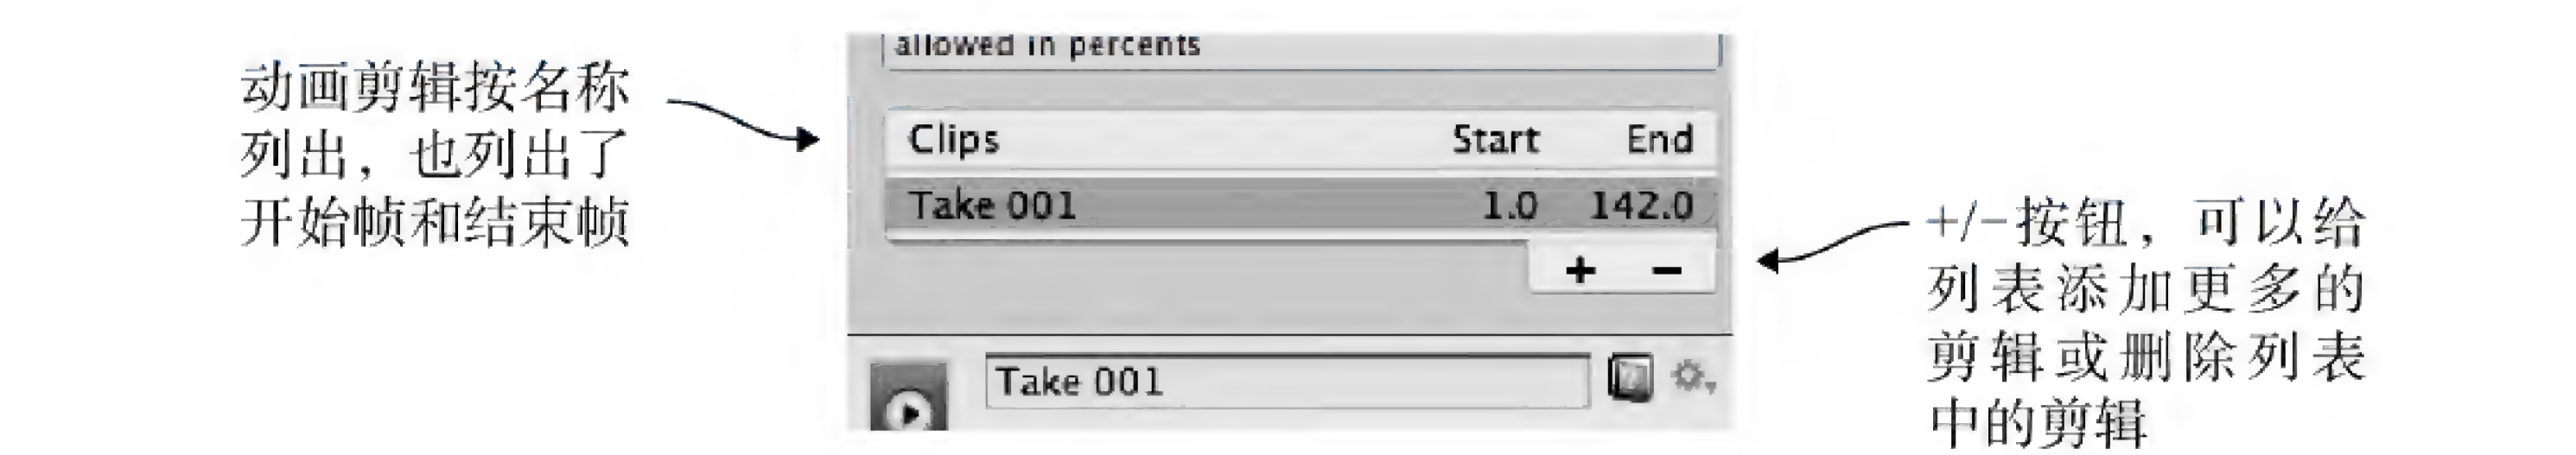 动画剪辑按名称
列出，也列出了
开始帧和结束帧
allowed in percents
Clips Start End
Take 001 1.0 142.0
+ −
Take 001
+/−按钮，可以给
列表添加更多的
剪辑或删除列表
中的剪辑